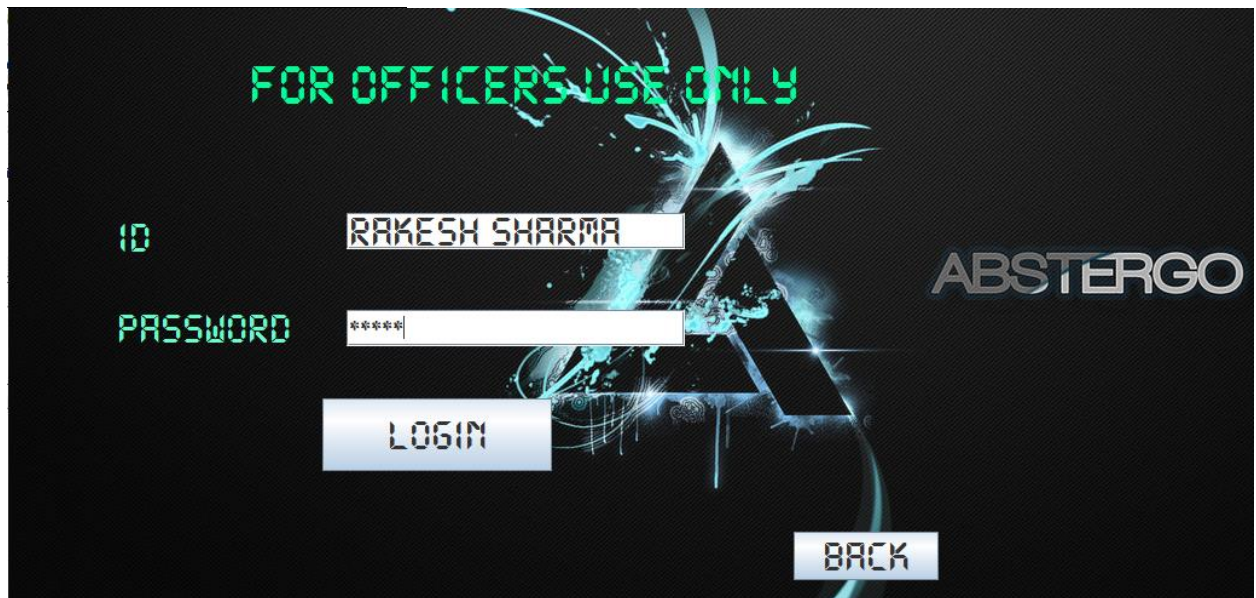 FOR OFFICERS USE ONLY
ID RAKESH SHARMA
ABSTERGO
PASSWORD *****
LOGIN
BACK